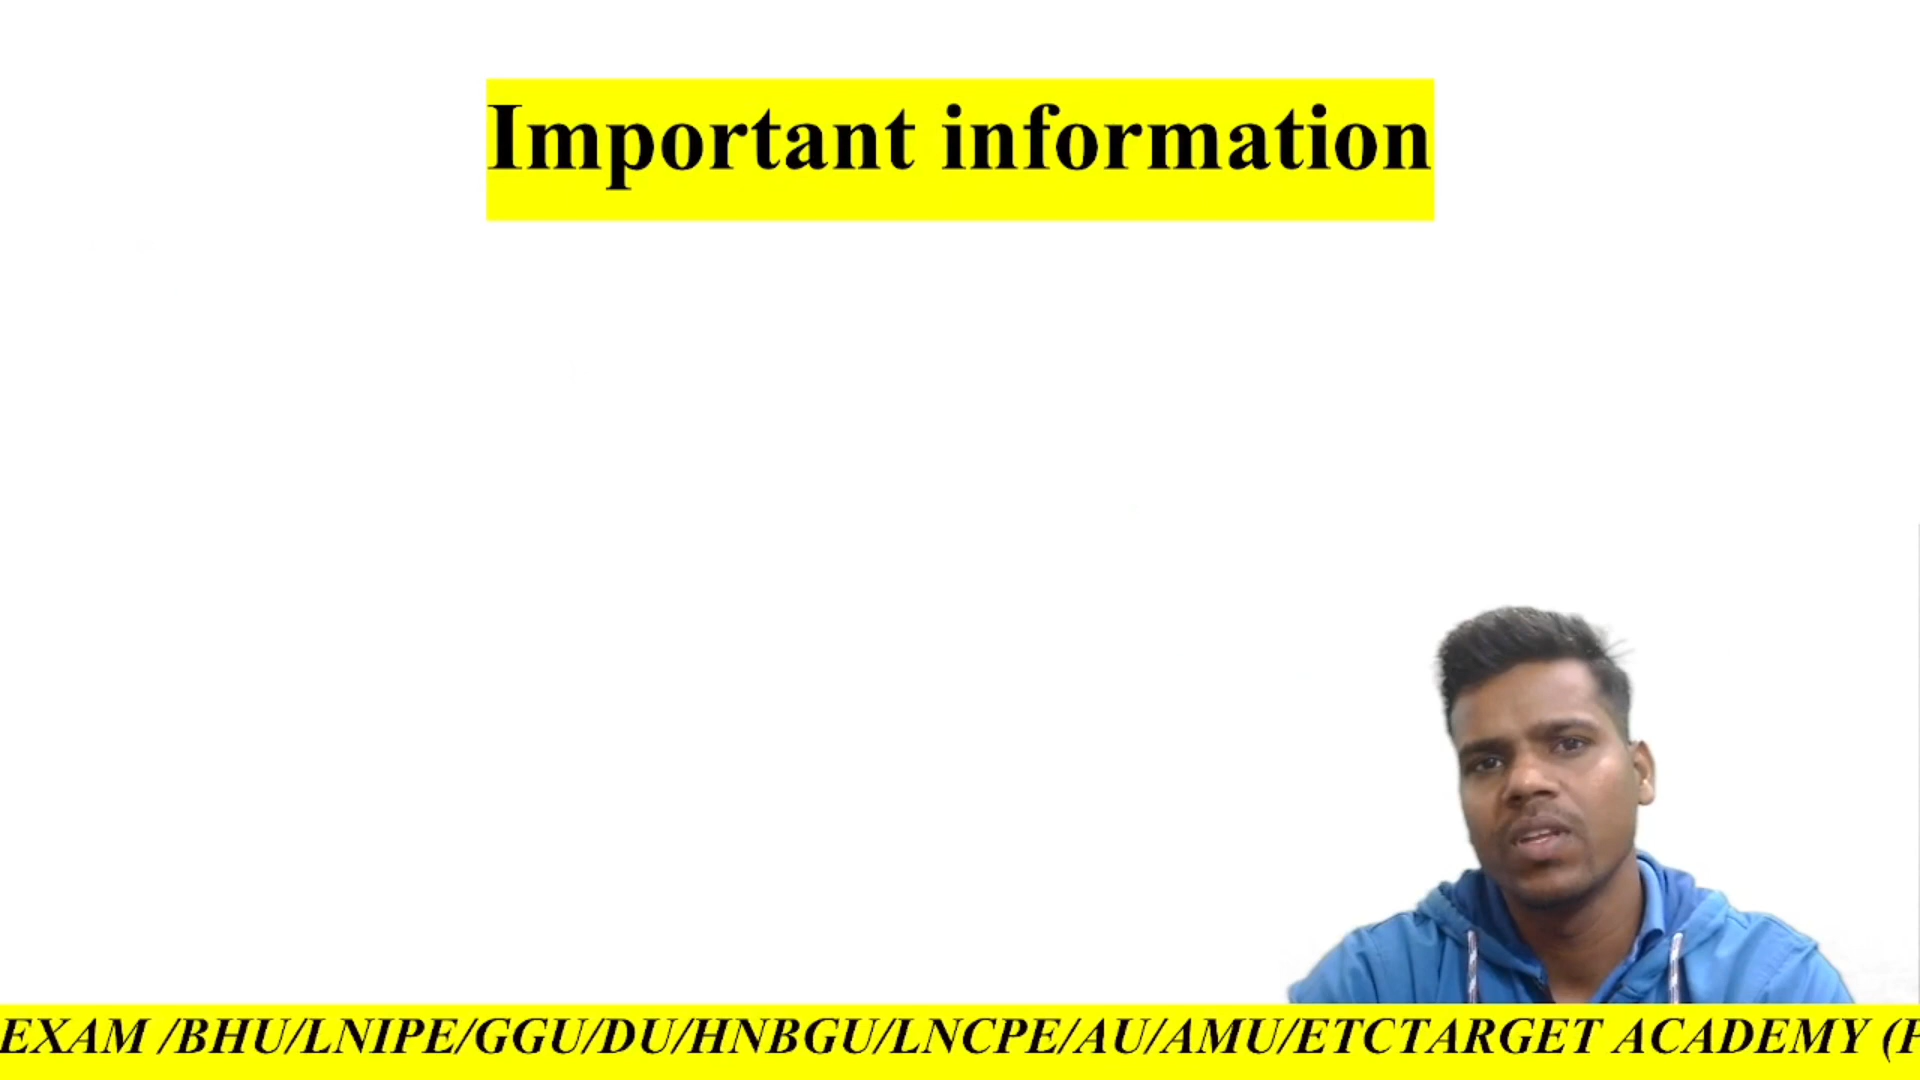 Important information
EXAM /BHU/LNIPE/GGU/DU/HNBGU/LNCPE/AU/AMU/ETCTARGET ACADEMY (